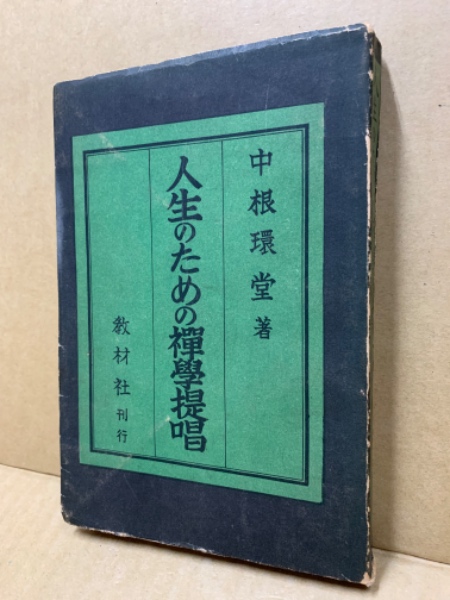 中根環堂著
人生のための禪學提唱
教材社刊行